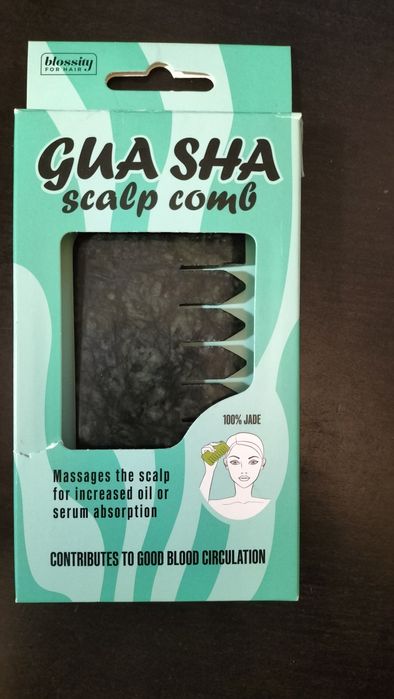 blossity
FOR HAIR
GUA SHA
scalp comb
100% JADE
Massages the scalp
for increased oil or
serum absorption
CONTRIBUTES TO GOOD BLOOD CIRCULATION